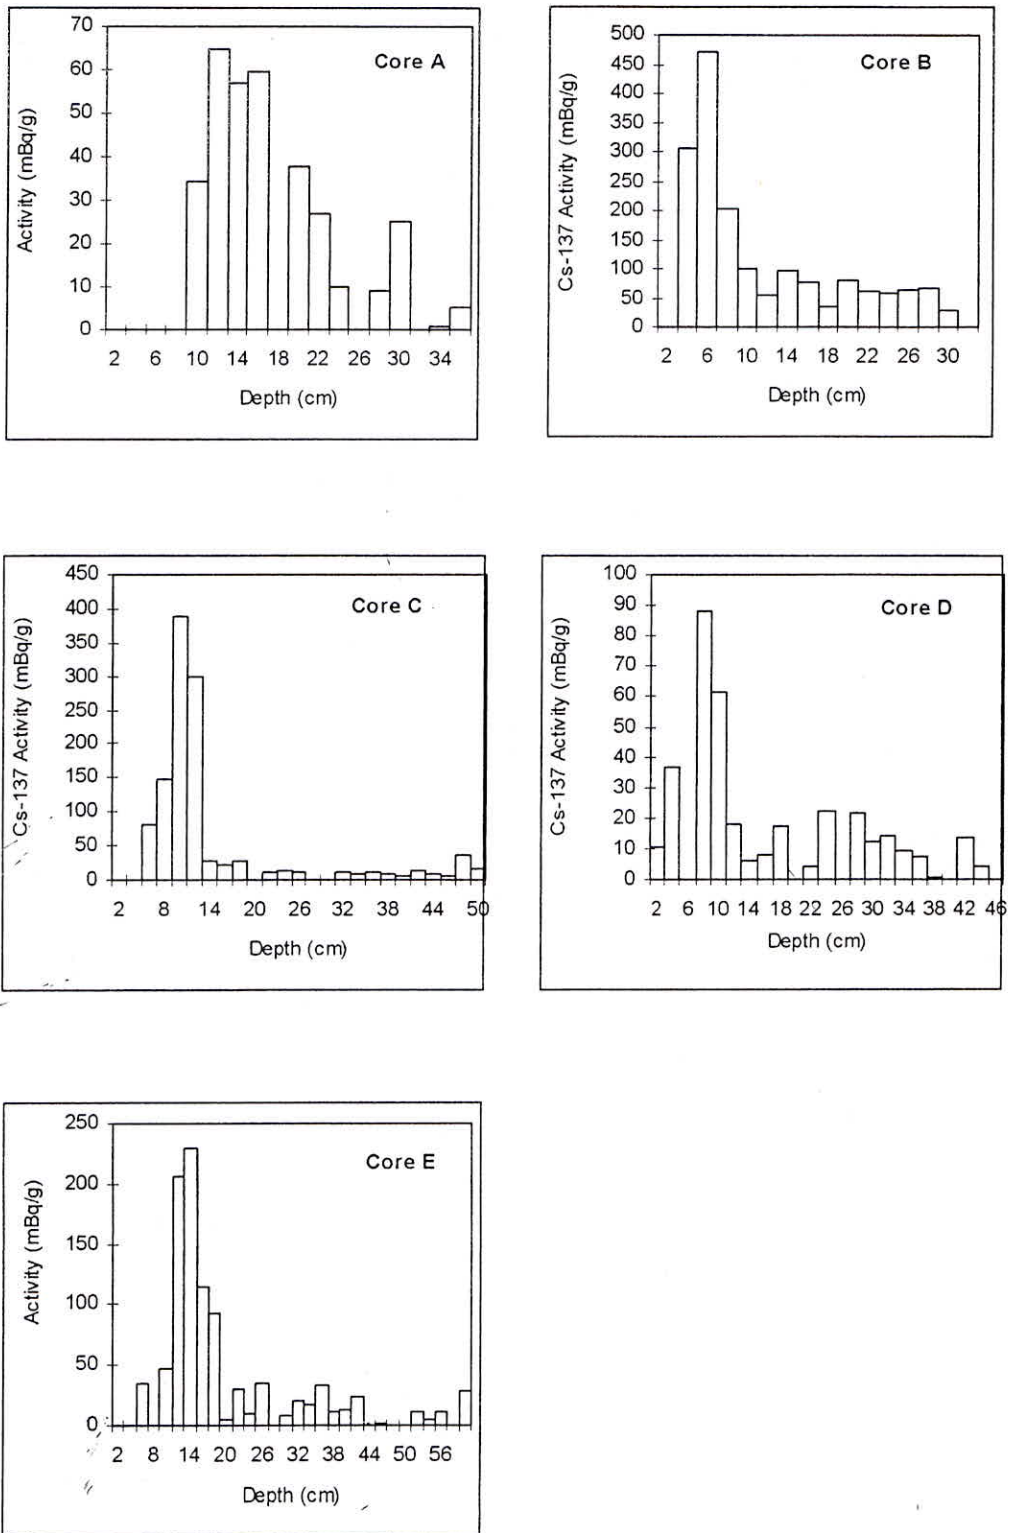 Core A
Activity (mBq/g)
70
60
50
40
30
20
10
0
2 6 10 14 18 22 26 30 34
Depth (cm)
Core B
Cs-137 Activity (mBq/g)
500
450
400
350
300
250
200
150
100
50
0
2 6 10 14 18 22 26 30
Depth (cm)
Core C
Cs-137 Activity (mBq/g)
450
400
350
300
250
200
150
100
50
0
2 8 14 20 26 32 38 44 50
Depth (cm)
Core D
Cs-137 Activity (mBq/g)
100
90
80
70
60
50
40
30
20
10
0
2 6 10 14 18 22 26 30 34 38 42 46
Depth (cm)
Core E
Activity (mBq/g)
250
200
150
100
50
0
2 8 14 20 26 32 38 44 50 56
Depth (cm)